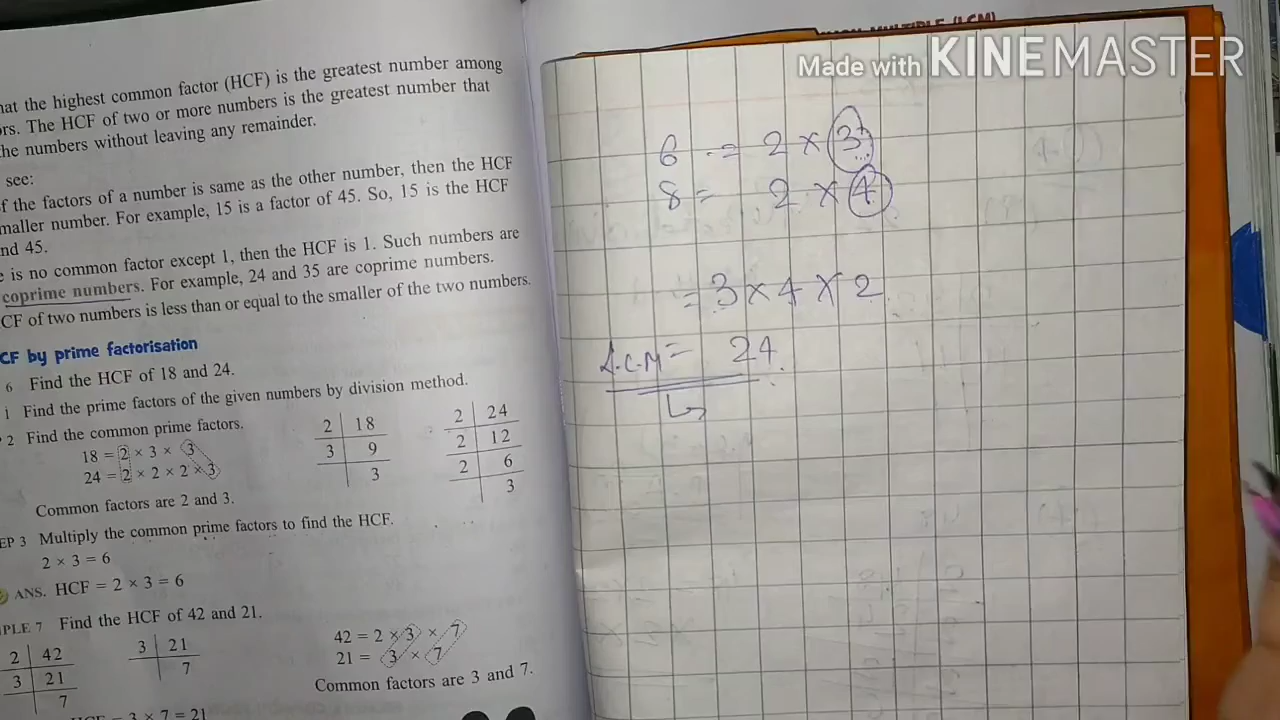 hat the highest common factor (HCF) is the greatest number among
rs. The HCF of two or more numbers is the greatest number that
he numbers without leaving any remainder.
see:
f the factors of a number is same as the other number, then the HCF
maller number. For example, 15 is a factor of 45. So, 15 is the HCF
nd 45.
e is no common factor except 1, then the HCF is 1. Such numbers are
coprime numbers. For example, 24 and 35 are coprime numbers.
CF of two numbers is less than or equal to the smaller of the two numbers.
CF by prime factorisation
6 Find the HCF of 18 and 24.
1 Find the prime factors of the given numbers by division method.
2 Find the common prime factors.
18 = 2 × 3 × 3
24 = 2 × 2 × 2 × 3
2 18
3 9
3
2 24
2 12
2 6
3
Common factors are 2 and 3.
EP 3 Multiply the common prime factors to find the HCF.
2 × 3 = 6
ANS. HCF = 2 × 3 = 6
PLE 7 Find the HCF of 42 and 21.
2 42
3 21
7
3 21
7
42 = 2 × 3 × 7
21 = 3 × 7
Common factors are 3 and 7.
HCF = 3 × 7 = 21
MULTIPLE (LCM)
Made with KINEMASTER
6 = 2 × 3
8 = 2 × 4
= 3 × 4 × 2
L.C.M = 24